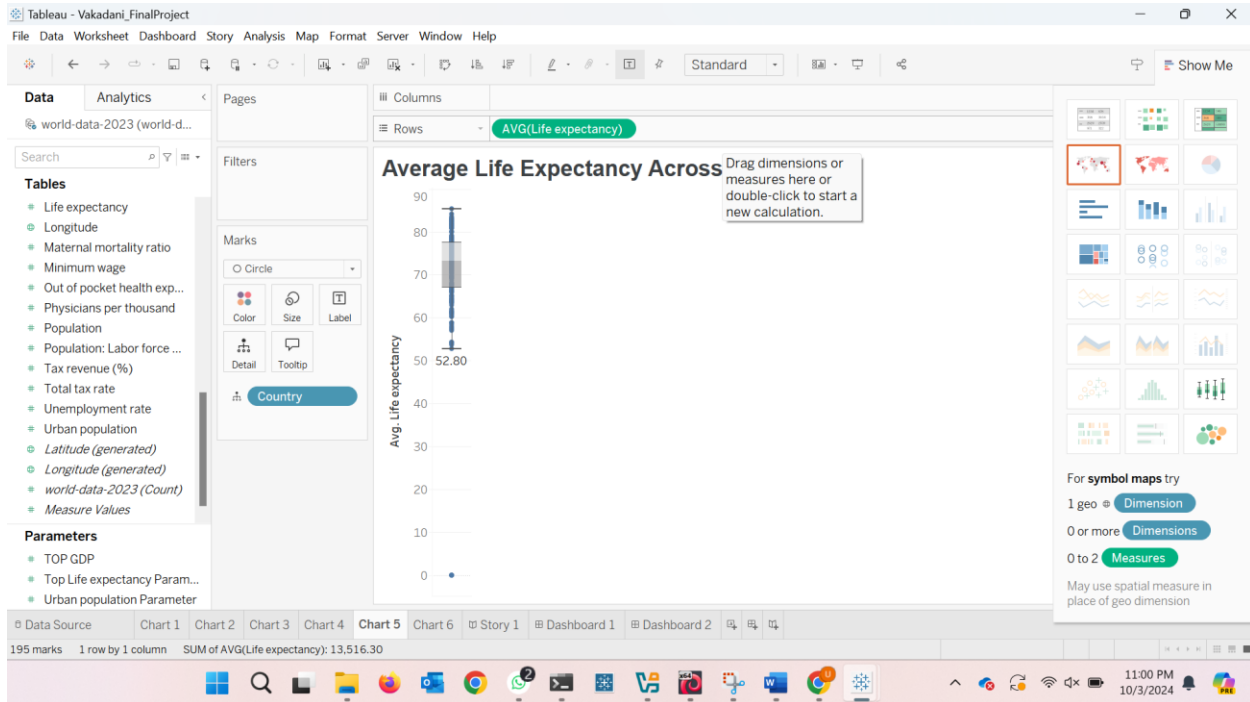 Tableau - Vakadani_FinalProject
File Data Worksheet Dashboard Story Analysis Map Format Server Window Help
Standard
Show Me
Data Analytics
Pages
Columns
world-data-2023 (world-d...
Rows
AVG(Life expectancy)
Search
Filters
Average Life Expectancy Across
Drag dimensions or
measures here or
double-click to start a
new calculation.
Tables
Life expectancy
Longitude
Maternal mortality ratio
Minimum wage
Out of pocket health exp...
Physicians per thousand
Population
Population: Labor force ...
Tax revenue (%)
Total tax rate
Unemployment rate
Urban population
Latitude (generated)
Longitude (generated)
world-data-2023 (Count)
Measure Values
Parameters
TOP GDP
Top Life expectancy Param...
Urban population Parameter
Marks
Circle
Color Size Label
Detail Tooltip
Country
Avg. Life expectancy
90
80
70
60
50
52.80
40
30
20
10
0
For symbol maps try
1 geo Dimension
0 or more Dimensions
0 to 2 Measures
May use spatial measure in
place of geo dimension
Data Source Chart 1 Chart 2 Chart 3 Chart 4 Chart 5 Chart 6 Story 1 Dashboard 1 Dashboard 2
195 marks 1 row by 1 column SUM of AVG(Life expectancy): 13,516.30
2
x64
11:00 PM
10/3/2024
PRE